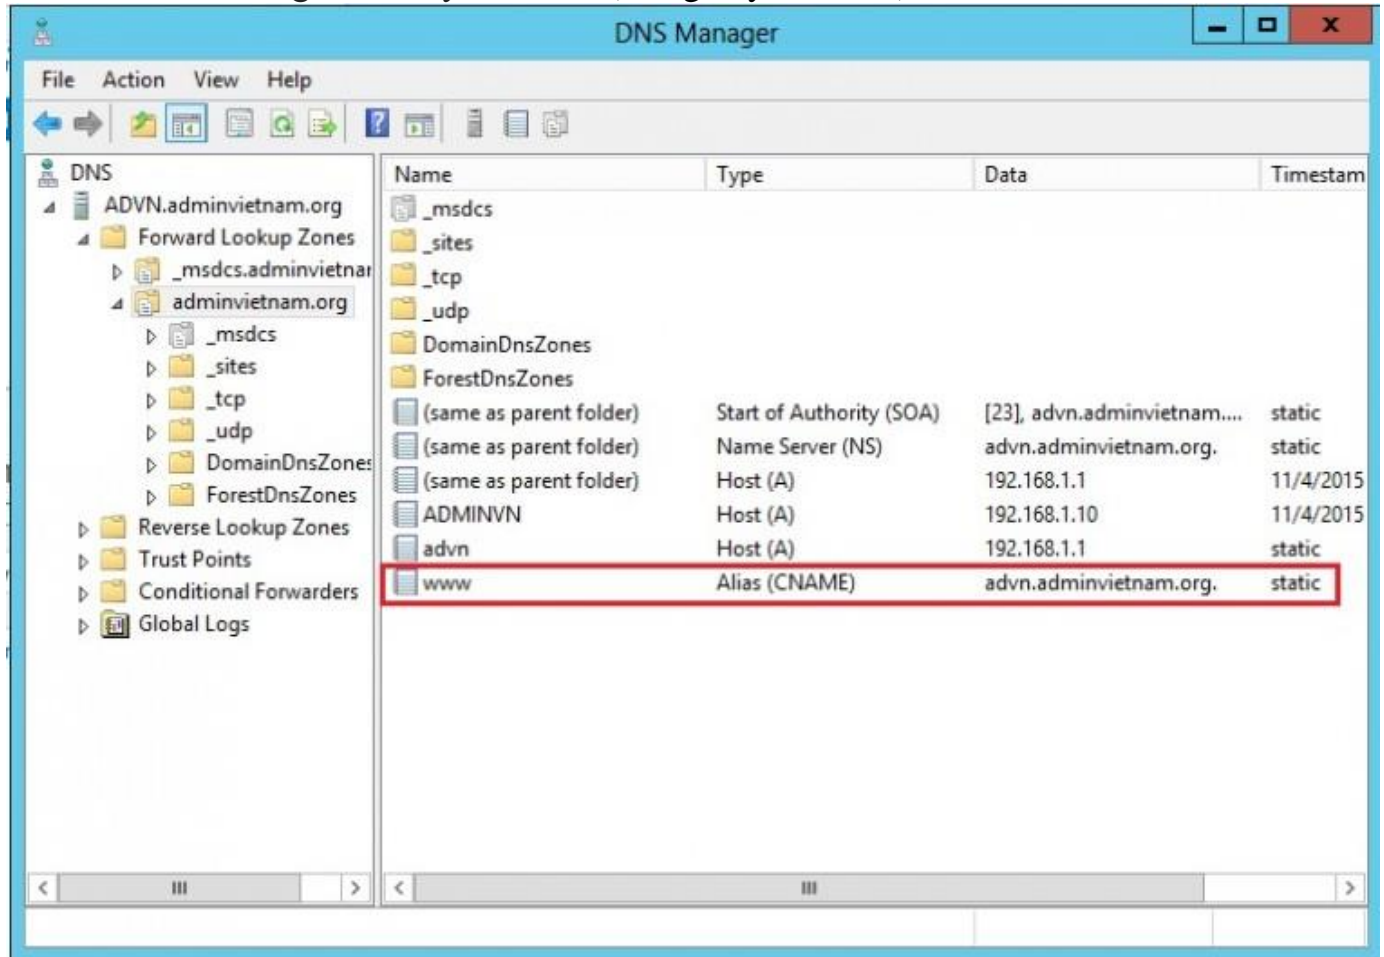 DNS Manager
File Action View Help
DNS
ADVN.adminvietnam.org
Forward Lookup Zones
_msdcs.adminvietnar
adminvietnam.org
_msdcs
_sites
_tcp
_udp
DomainDnsZones
ForestDnsZones
Reverse Lookup Zones
Trust Points
Conditional Forwarders
Global Logs
Name Type Data Timestam
_msdcs
_sites
_tcp
_udp
DomainDnsZones
ForestDnsZones
(same as parent folder) Start of Authority (SOA) [23], advn.adminvietnam.... static
(same as parent folder) Name Server (NS) advn.adminvietnam.org. static
(same as parent folder) Host (A) 192.168.1.1 11/4/2015
ADMINVN Host (A) 192.168.1.10 11/4/2015
advn Host (A) 192.168.1.1 static
www Alias (CNAME) advn.adminvietnam.org. static